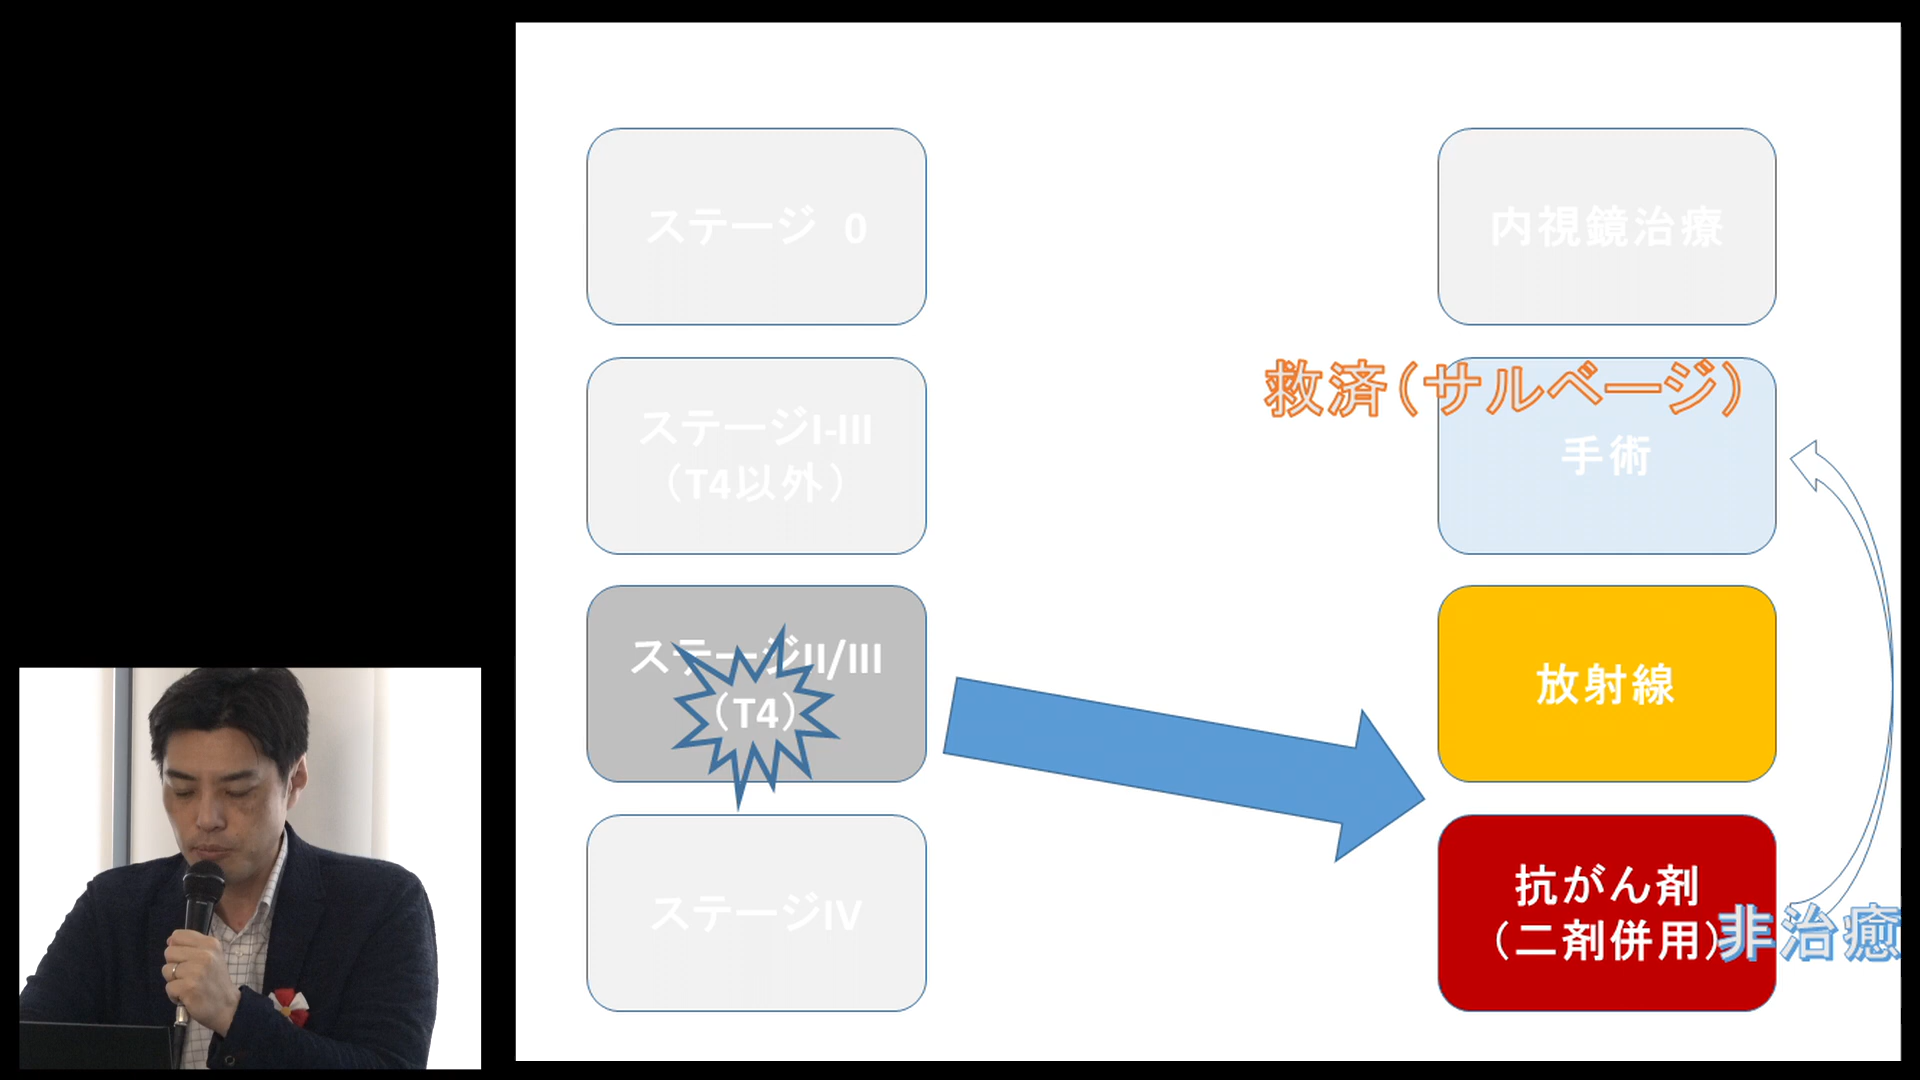 ステージ 0
内視鏡治療
救済(サルベージ)
ステージI-III
(T4以外)
手術
ステージII/III
(T4)
放射線
ステージIV
抗がん剤
(二剤併用)
非治癒